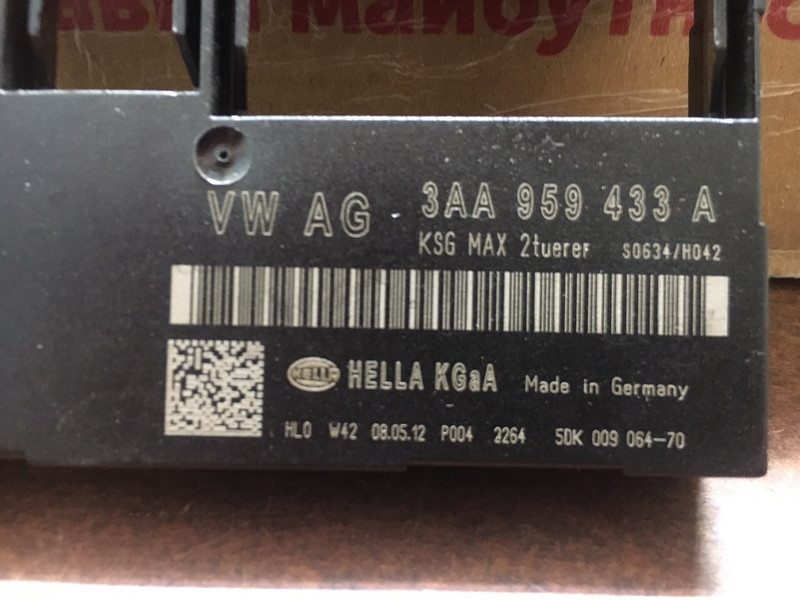 VW AG 3AA 959 433 A
KSG MAX 2tuerer S0634/H042
HELLA HELLA KGaA Made in Germany
HLO W42 08.05.12 P004 2264 5DK 009 064-70